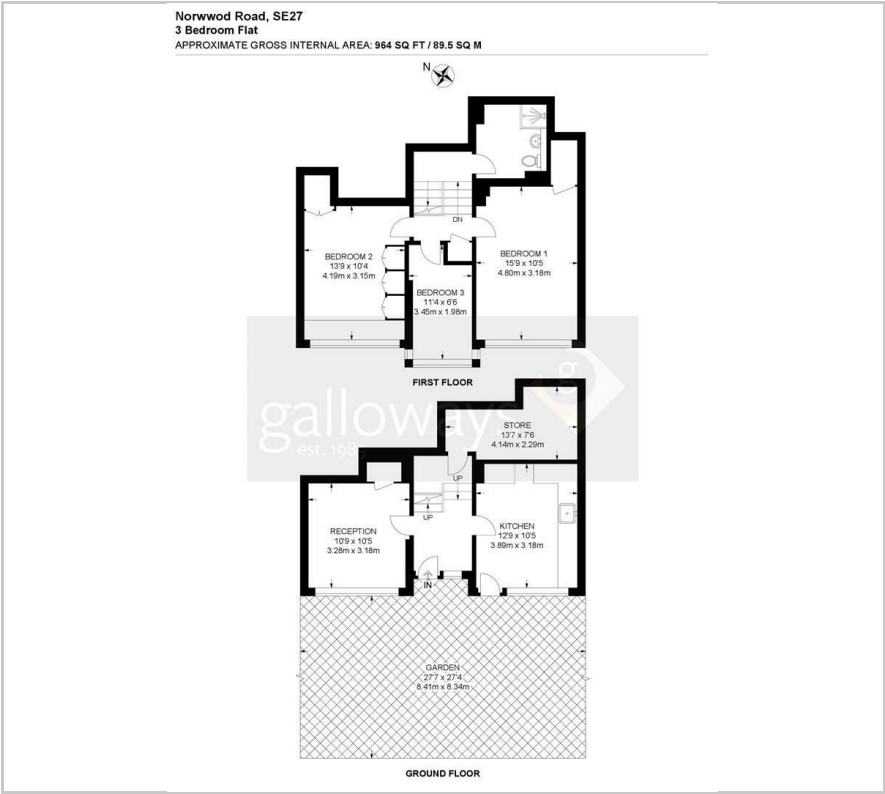 Norwwod Road, SE27
3 Bedroom Flat
APPROXIMATE GROSS INTERNAL AREA: 964 SQ FT / 89.5 SQ M
N
DN
BEDROOM 2
13'9 x 10'4
4.19m x 3.15m
BEDROOM 1
15'9 x 10'5
4.80m x 3.18m
BEDROOM 3
11'4 x 6'6
3.45m x 1.98m
FIRST FLOOR
galloways
est. 1985
g
STORE
13'7 x 7'6
4.14m x 2.29m
UP
UP
RECEPTION
10'9 x 10'5
3.28m x 3.18m
KITCHEN
12'9 x 10'5
3.89m x 3.18m
IN
GARDEN
27'7 x 27'4
8.41m x 8.34m
GROUND FLOOR